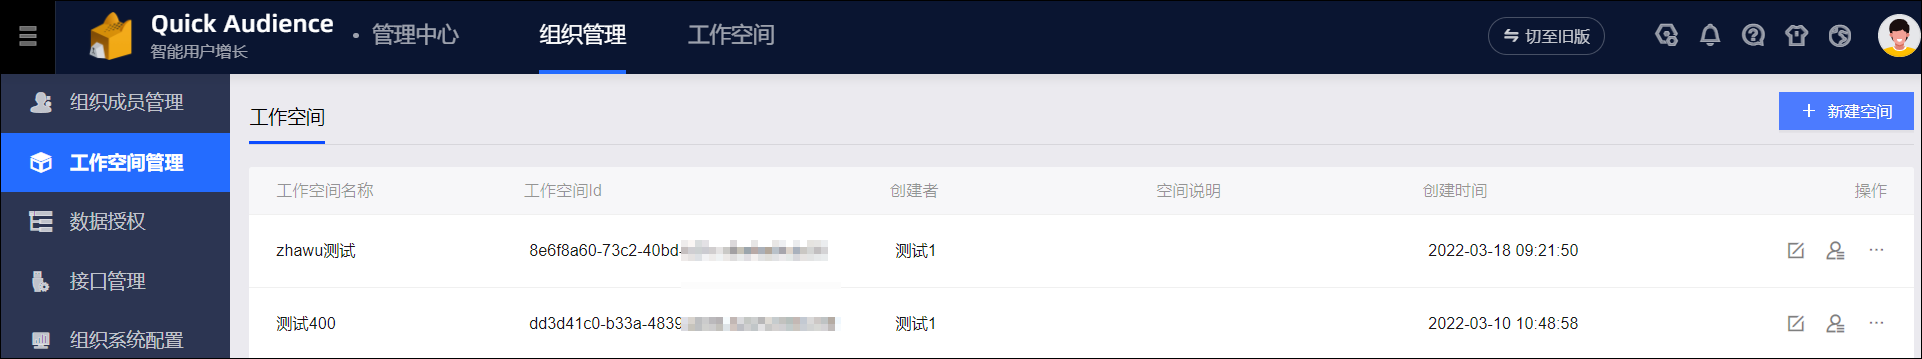 Quick Audience
智能用户增长
• 管理中心
组织管理
工作空间
切至旧版
组织成员管理
工作空间管理
数据授权
接口管理
组织系统配置
工作空间
+ 新建空间
工作空间名称 工作空间Id 创建者 空间说明 创建时间 操作
zhawu测试 8e6f8a60-73c2-40bd- 测试1 2022-03-18 09:21:50 ...
测试400 dd3d41c0-b33a-4839 测试1 2022-03-10 10:48:58 ...